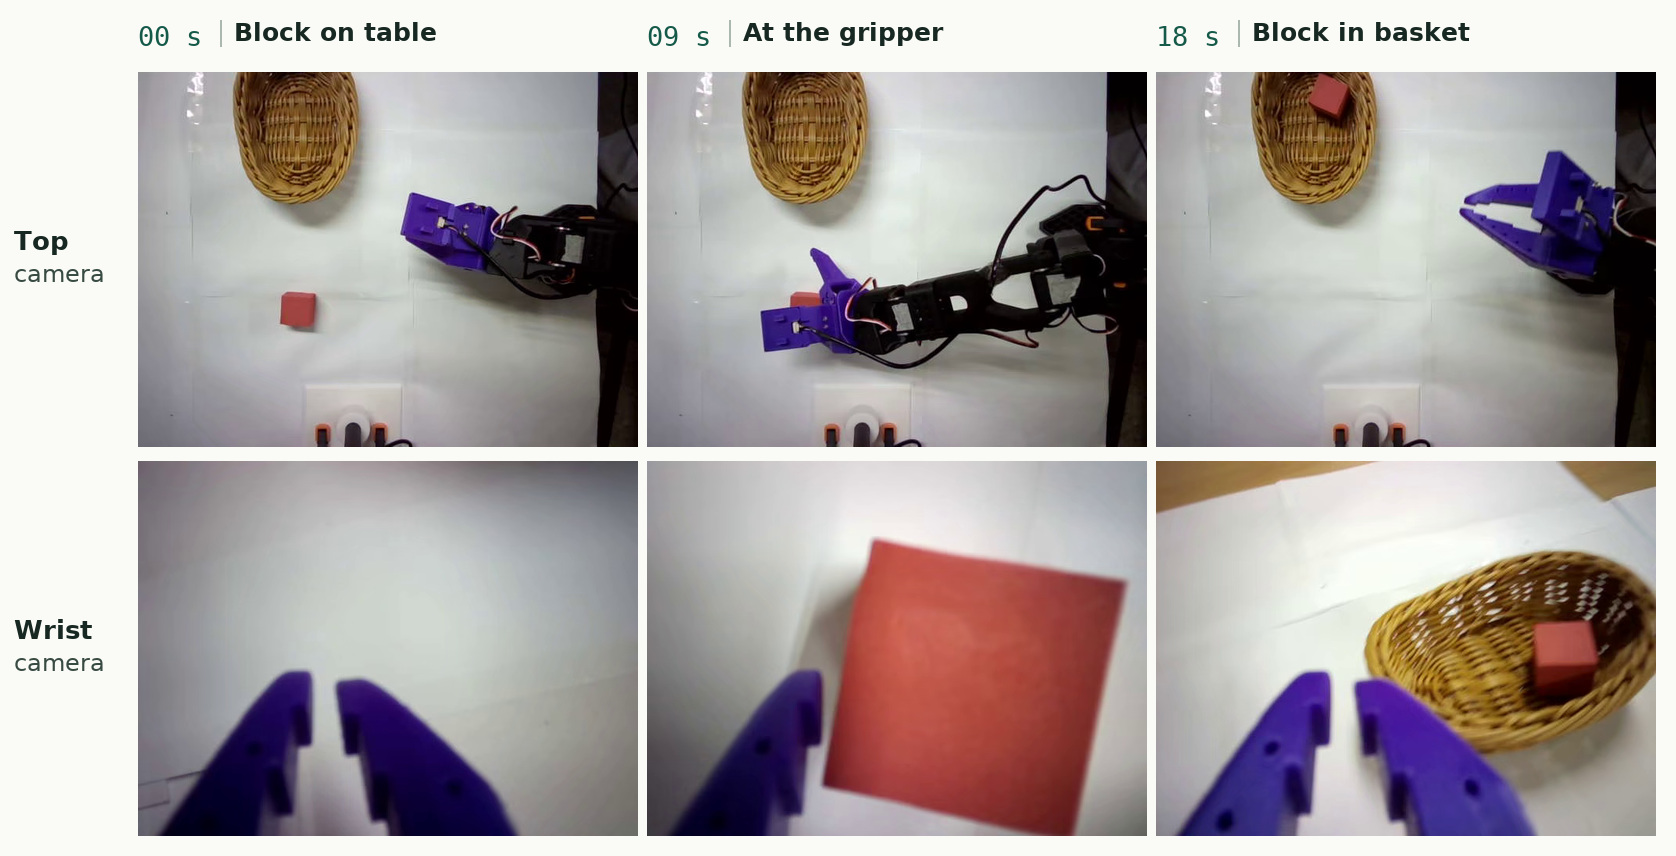 00 s Block on table
09 s At the gripper
18 s Block in basket
Top
camera
Wrist
camera